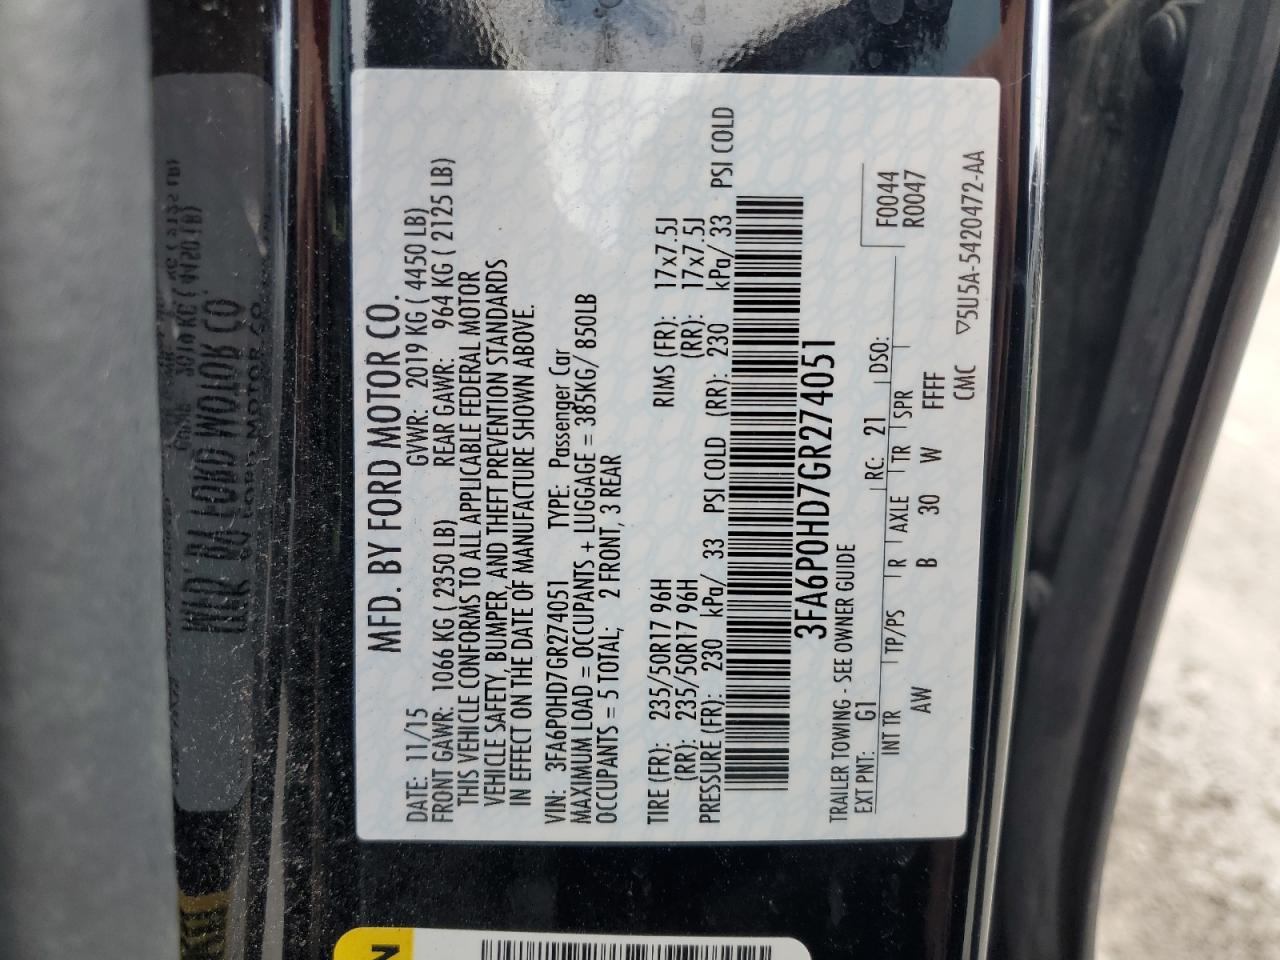 MFD. BY FORD MOTOR CO.
DATE: 11/15 GVWR: 2019 KG ( 4450 LB)
FRONT GAWR: 1066 KG ( 2350 LB) REAR GAWR: 964 KG ( 2125 LB)
THIS VEHICLE CONFORMS TO ALL APPLICABLE FEDERAL MOTOR
VEHICLE SAFETY, BUMPER, AND THEFT PREVENTION STANDARDS
IN EFFECT ON THE DATE OF MANUFACTURE SHOWN ABOVE.
VIN: 3FA6P0HD7GR274051 TYPE: Passenger Car
MAXIMUM LOAD = OCCUPANTS + LUGGAGE = 385KG/ 850LB
OCCUPANTS = 5 TOTAL; 2 FRONT, 3 REAR
TIRE (FR): 235/50R17 96H RIMS (FR): 17x7.5J
(RR): 235/50R17 96H (RR): 17x7.5J
PRESSURE (FR): 230 kPa/ 33 PSI COLD (RR): 230 kPa/ 33 PSI COLD
3FA6P0HD7GR274051
TRAILER TOWING - SEE OWNER GUIDE
EXT PNT: G1 RC: 21 DSO: F0044
R0047
INT TR TP/PS R AXLE TR SPR
AW B 30 W FFFF
CMC ▽5U5A-5420472-AA
N